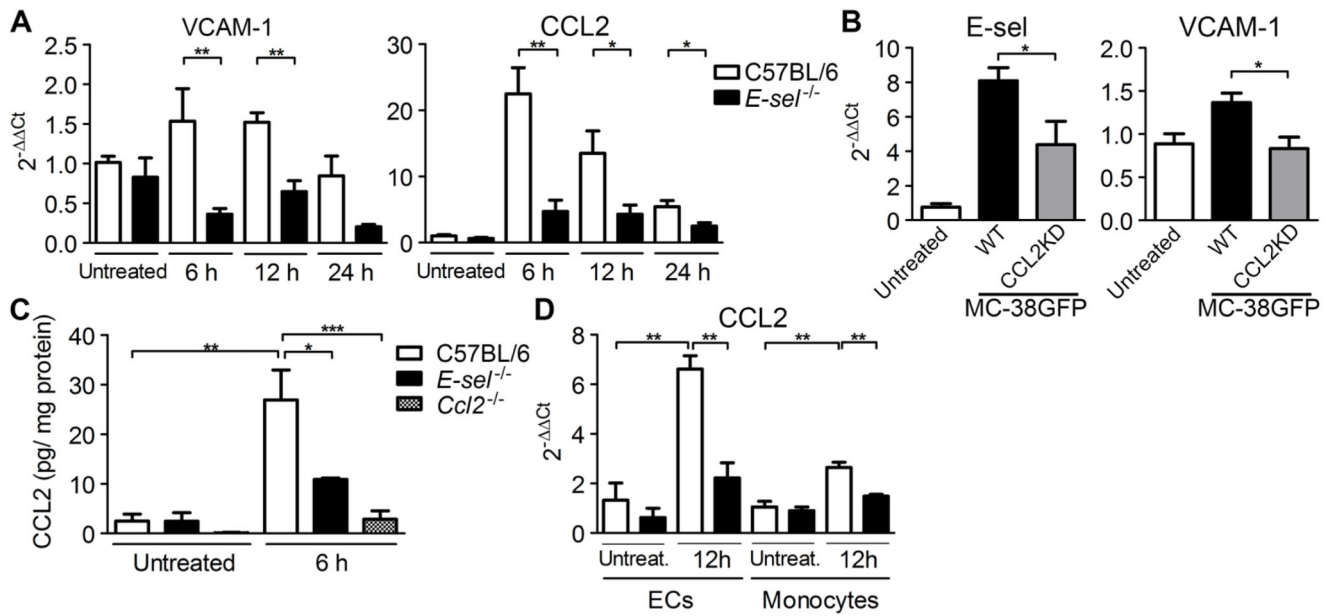 A
VCAM-1
2.5
2.0
1.5
1.0
0.5
0.0
2-ΔΔCt
** **
Untreated 6 h 12 h 24 h
CCL2
30
20
10
0
** * *
Untreated 6 h 12 h 24 h
C57BL/6
E-sel-/-
B
E-sel
10
8
6
4
2
0
2-ΔΔCt
*
Untreated WT CCL2KD
MC-38GFP
VCAM-1
2.0
1.5
1.0
0.5
0.0
*
Untreated WT CCL2KD
MC-38GFP
C
40
30
20
10
0
CCL2 (pg/ mg protein)
***
** *
Untreated 6 h
C57BL/6
E-sel-/-
Ccl2-/-
D
CCL2
8
6
4
2
0
2-ΔΔCt
** ** ** **
Untreat. 12h Untreat. 12h
ECs Monocytes